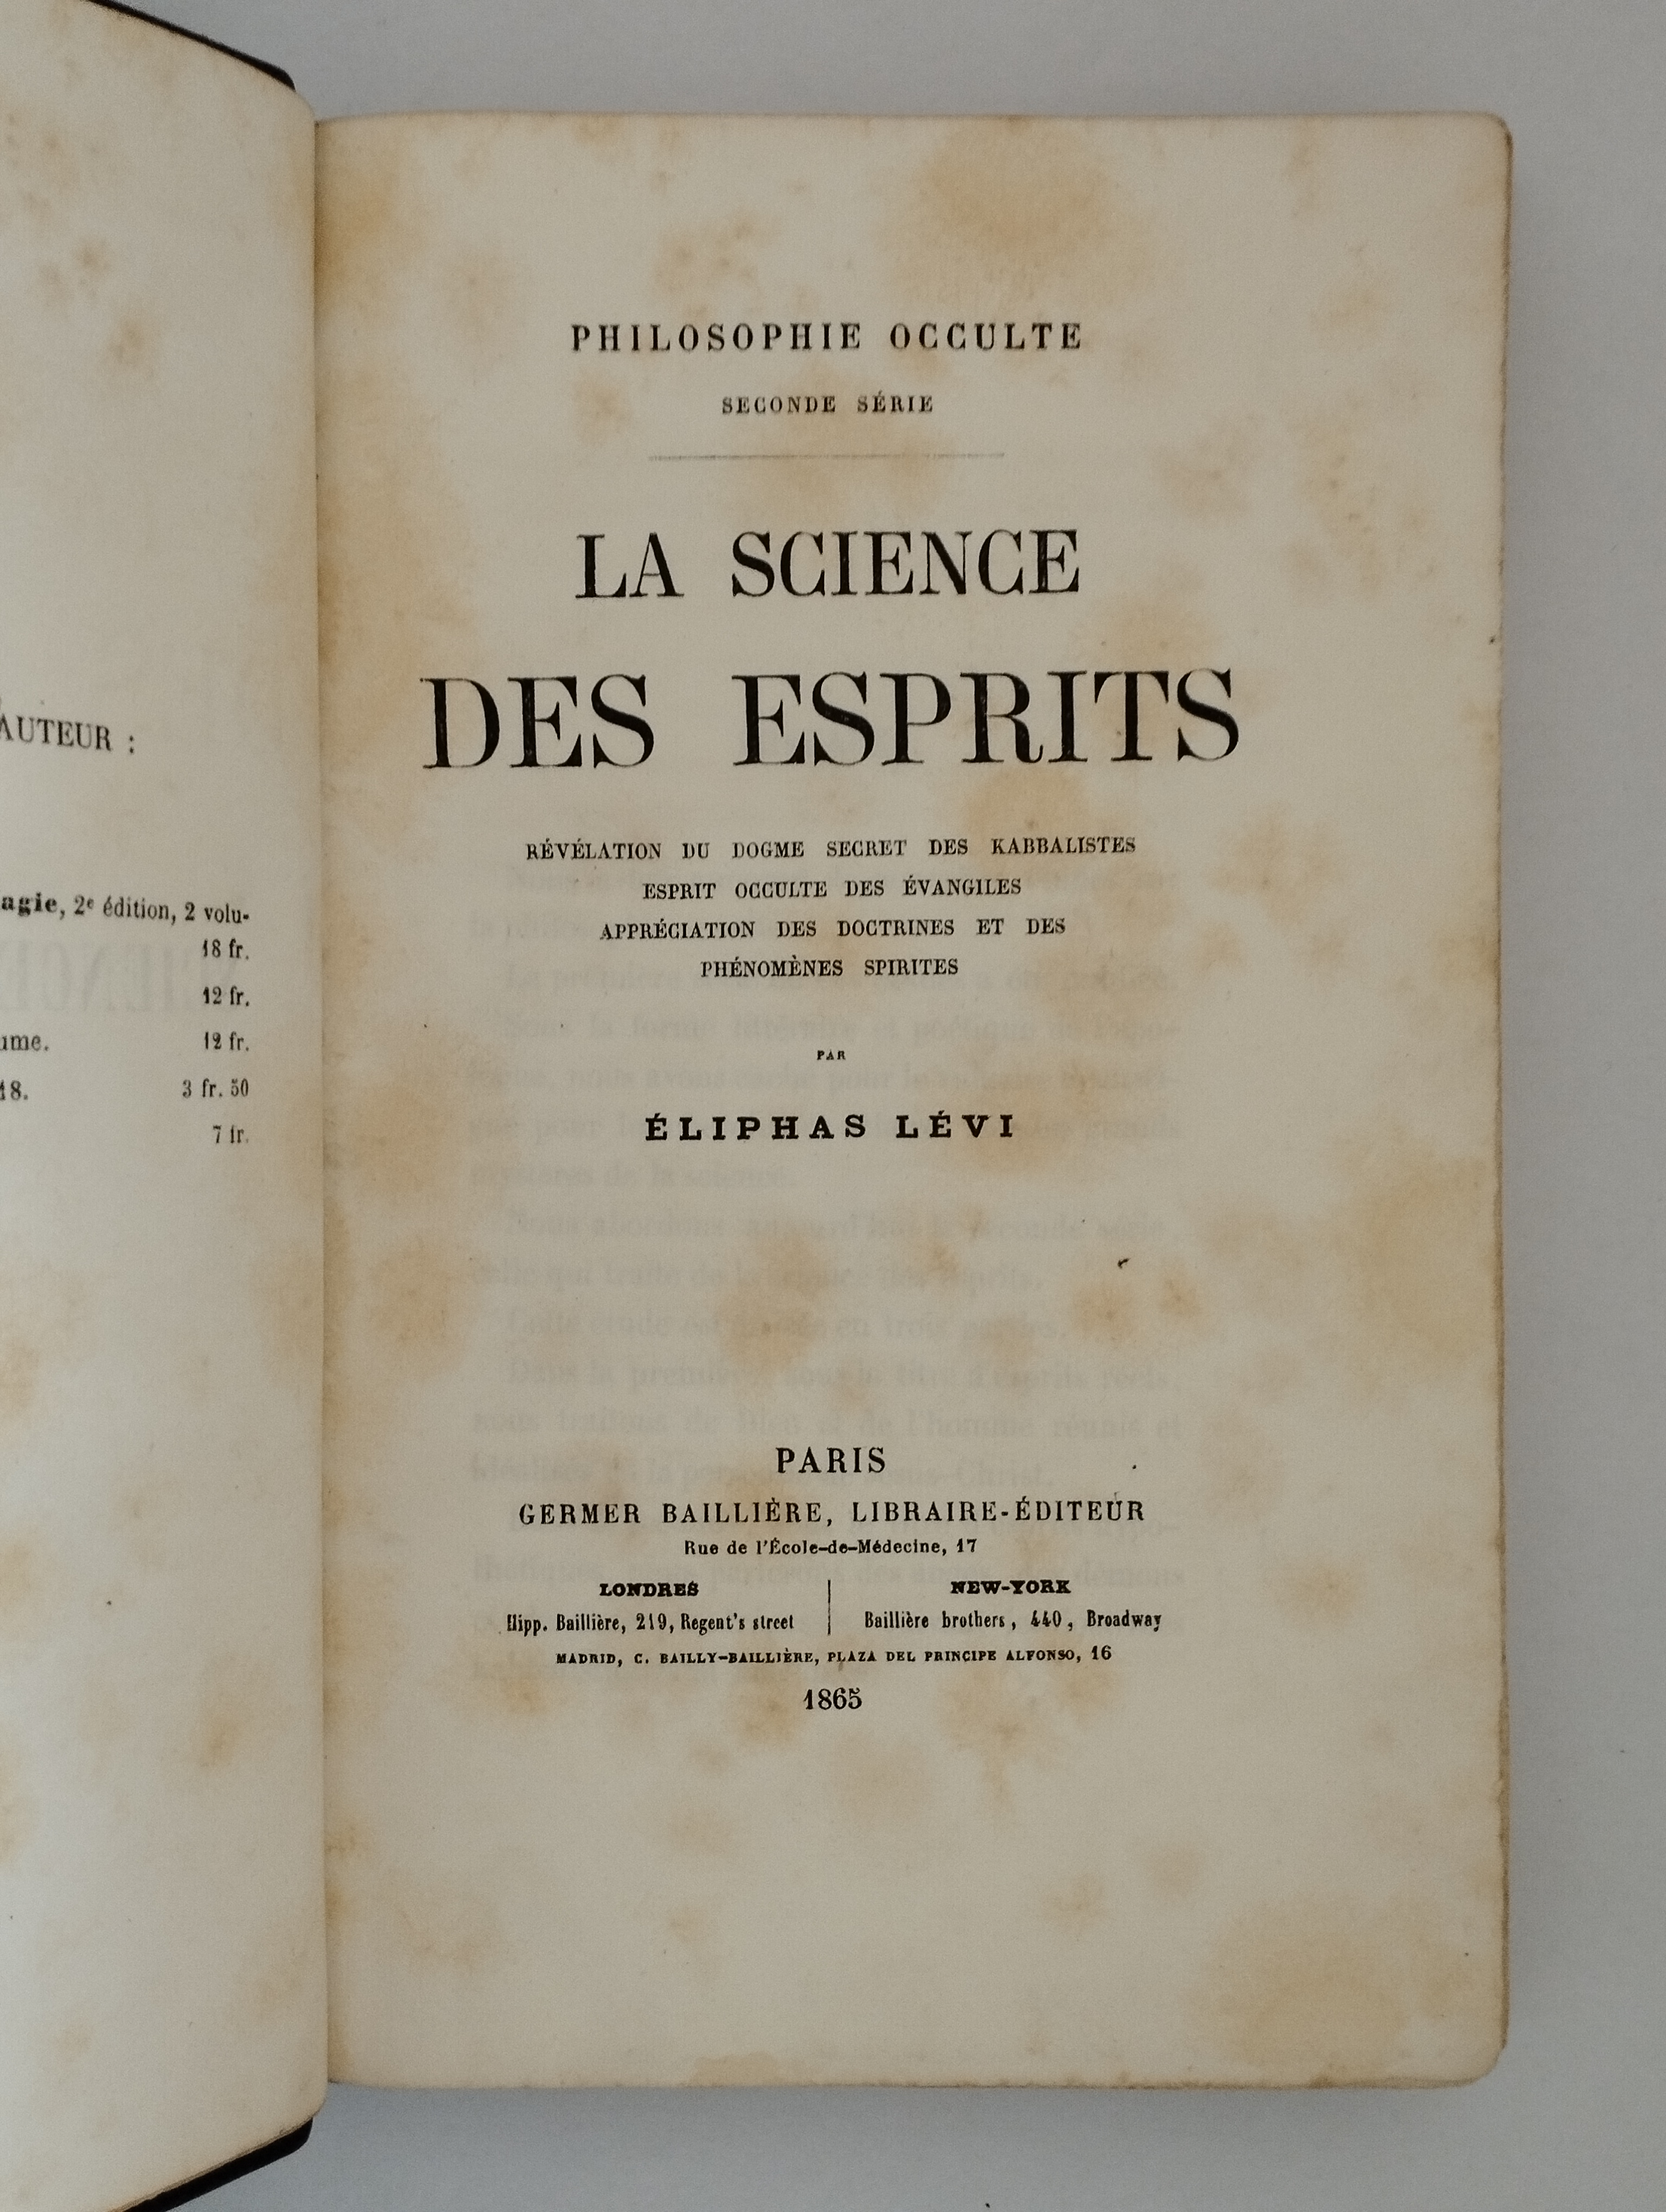 AUTEUR :
agie, 2e édition, 2 volu-
18 fr.
12 fr.
ume. 12 fr.
18. 3 fr. 50
7 fr.
PHILOSOPHIE OCCULTE
SECONDE SÉRIE
LA SCIENCE
DES ESPRITS
RÉVÉLATION DU DOGME SECRET DES KABBALISTES
ESPRIT OCCULTE DES ÉVANGILES
APPRÉCIATION DES DOCTRINES ET DES
PHÉNOMÈNES SPIRITES
PAR
ÉLIPHAS LÉVI
PARIS
GERMER BAILLIÈRE, LIBRAIRE-ÉDITEUR
Rue de l'École-de-Médecine, 17
LONDRES
Hipp. Baillière, 219, Regent's street
NEW-YORK
Baillière brothers, 440, Broadway
MADRID, C. BAILLY-BAILLIÈRE, PLAZA DEL PRINCIPE ALFONSO, 16
1865